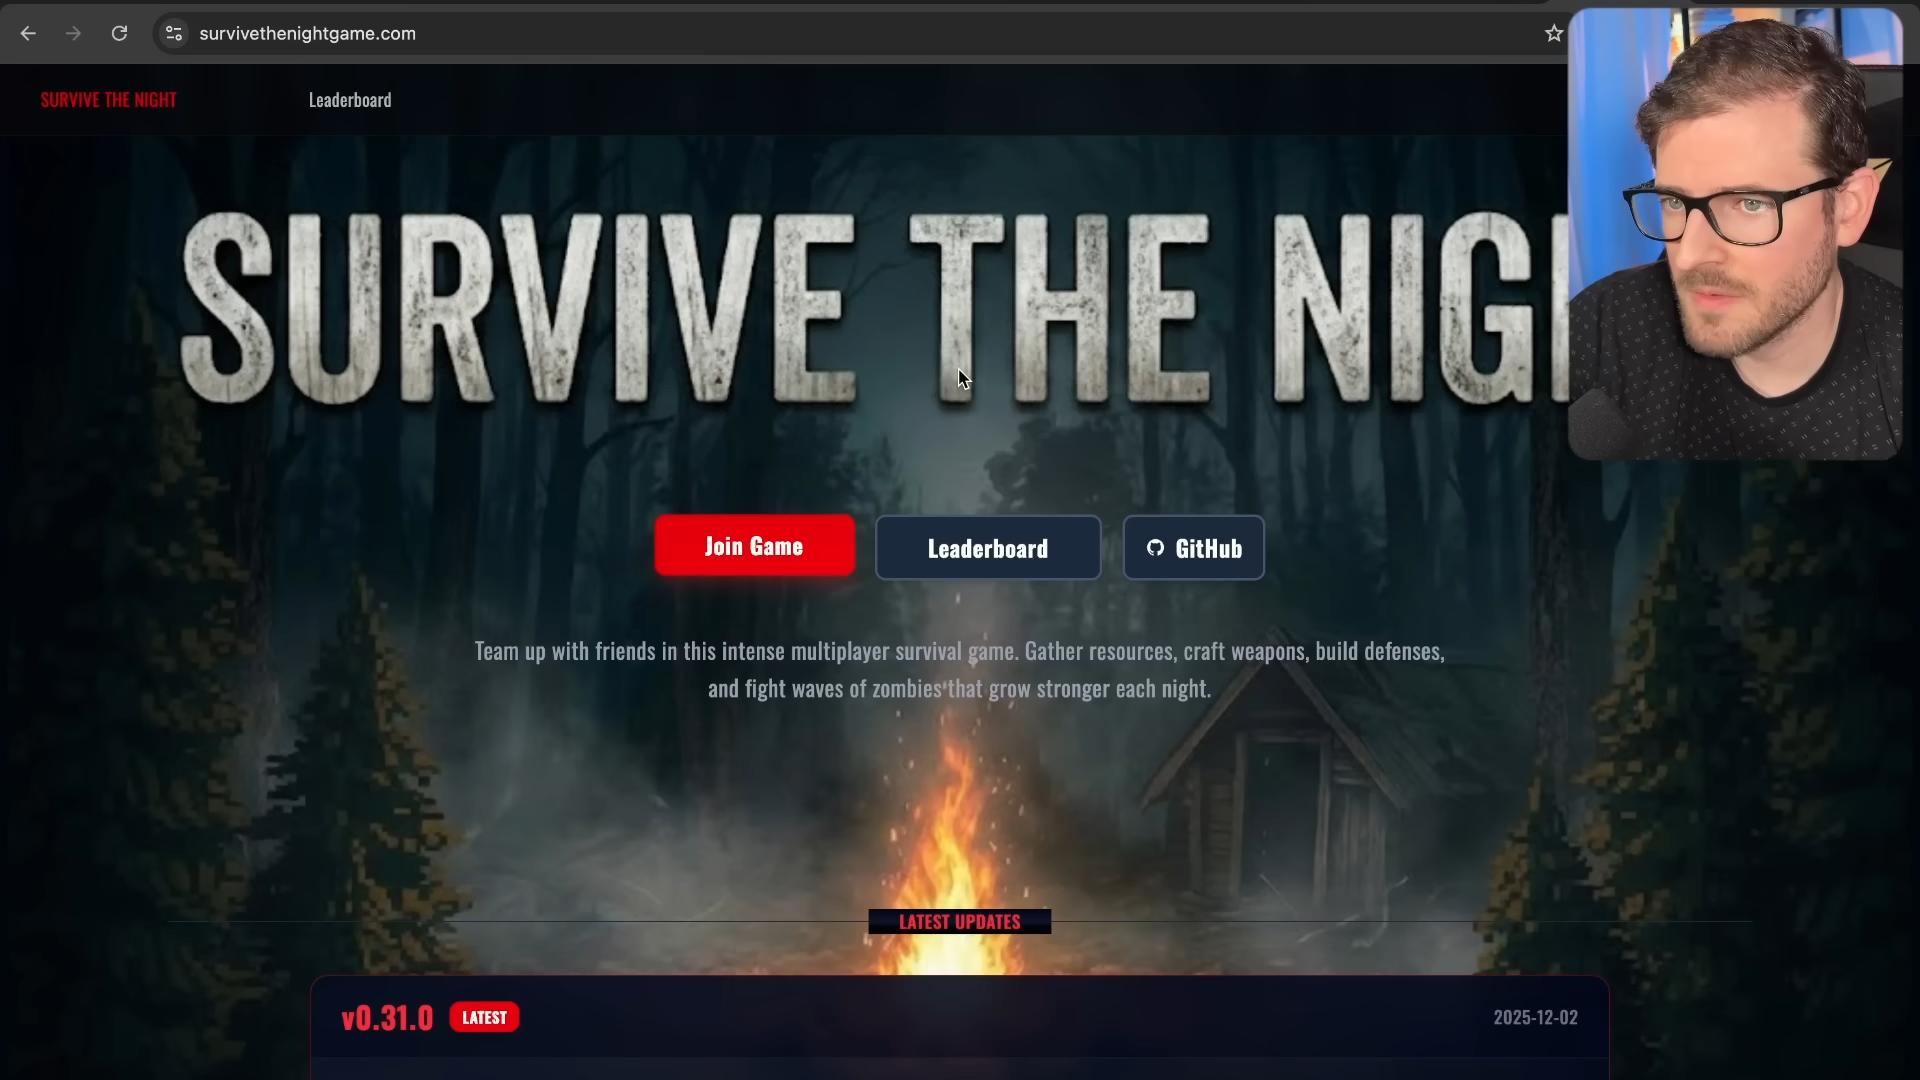 survivethenightgame.com
SURVIVE THE NIGHT
Leaderboard
SURVIVE THE NIG
Join Game
Leaderboard
GitHub
Team up with friends in this intense multiplayer survival game. Gather resources, craft weapons, build defenses,
and fight waves of zombies that grow stronger each night.
LATEST UPDATES
v0.31.0
LATEST
2025-12-02